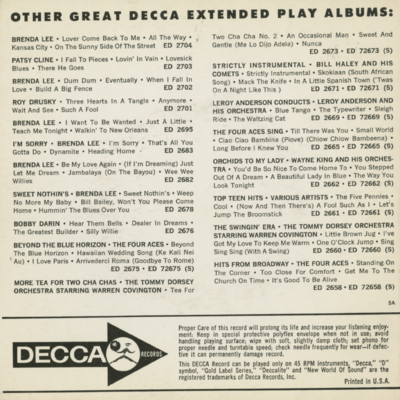 OTHER GREAT DECCA EXTENDED PLAY ALBUMS:
BRENDA LEE • Lover Come Back To Me • All The Way • Kansas City • On The Sunny Side Of The Street ED 2704
PATSY CLINE • I Fall To Pieces • Lovin' In Vain • Lovesick Blues • There He Goes ED 2703
BRENDA LEE • Dum Dum • Eventually • When I Fall In Love • Build A Big Fence ED 2702
ROY DRUSKY • Three Hearts In A Tangle • Anymore • Wait And See • Such A Fool ED 2701
BRENDA LEE • I Want To Be Wanted • Just A Little • Teach Me Tonight • Walkin' To New Orleans ED 2695
I'M SORRY • BRENDA LEE • I'm Sorry • That's All You Gotta Do • Dynamite • Heading Home • ED 2683
BRENDA LEE • Be My Love Again • (If I'm Dreaming) Just Let Me Dream • Jambalaya (On The Bayou) • Wee Wee Willies ED 2682
SWEET NOTHIN'S • BRENDA LEE • Sweet Nothin's • Weep No More My Baby • Bill Bailey, Won't You Please Come Home • Hummin' The Blues Over You ED 2678
BOBBY DARIN • Hear Them Bells • Dealer In Dreams • The Greatest Builder • Silly Willie ED 2676
BEYOND THE BLUE HORIZON • THE FOUR ACES • Beyond The Blue Horizon • Hawaiian Wedding Song (Ke Kali Nei Au) • I Love Paris • Arrivederci Roma (Goodbye To Rome) ED 2675 • ED 72675 (S)
MORE TEA FOR TWO CHA CHAS • THE TOMMY DORSEY ORCHESTRA STARRING WARREN COVINGTON • Tea For
Two Cha Cha No. 2 • An Occasional Man • Sweet And Gentle (Me Lo Dijo Adela) • Nunca ED 2673 • ED 72673 (S)
STRICTLY INSTRUMENTAL • BILL HALEY AND HIS COMETS • Strictly Instrumental • Skokiaan (South African Song) • Mack The Knife • In A Little Spanish Town ('Twas On A Night Like This) ED 2671 • ED 72671 (S)
LEROY ANDERSON CONDUCTS • LEROY ANDERSON AND HIS ORCHESTRA • Blue Tango • The Typewriter • Sleigh Ride • The Waltzing Cat ED 2669 • ED 72669 (S)
THE FOUR ACES SING • Till There Was You • Small World • Ciao Ciao Bambina (Piove) (Chiow Chiow Bambeena) • Long Before I Knew You ED 2665 • ED 72665 (S)
ORCHIDS TO MY LADY • WAYNE KING AND HIS ORCHESTRA • You'd Be So Nice To Come Home To • You Stepped Out Of A Dream • A Beautiful Lady In Blue • The Way You Look Tonight ED 2662 • ED 72662 (S)
TOP TEEN HITS • VARIOUS ARTISTS • The Five Pennies • Cool • (Now And Then There's) A Fool Such As I • Let's Jump The Broomstick ED 2661 • ED 72661 (S)
THE SWINGIN' ERA • THE TOMMY DORSEY ORCHESTRA STARRING WARREN COVINGTON • Little Brown Jug • I've Got My Love To Keep Me Warm • One O'Clock Jump • Sing Sing Sing (With A Swing) ED 2660 • ED 72660 (S)
HITS FROM BROADWAY • THE FOUR ACES • Standing On The Corner • Too Close For Comfort • Get Me To The Church On Time • It's Good To Be Alive ED 2658 • ED 72658 (S)
SA
DECCA RECORDS
Proper Care of this record will prolong its life and increase your listening enjoyment: Keep in special protective polyfex envelope when not in use; avoid handling playing surface; wipe with soft, slightly damp cloth; set phono for proper needle and turntable speed, check needle frequently for wear—if defective it can permanently damage record.
This DECCA Record can be played only on 45 RPM instruments, "Decca," "D" symbol, "Gold Label Series," "Deccalite" and "New World Of Sound" are the registered trademarks of Decca Records, Inc.
Printed in U.S.A.